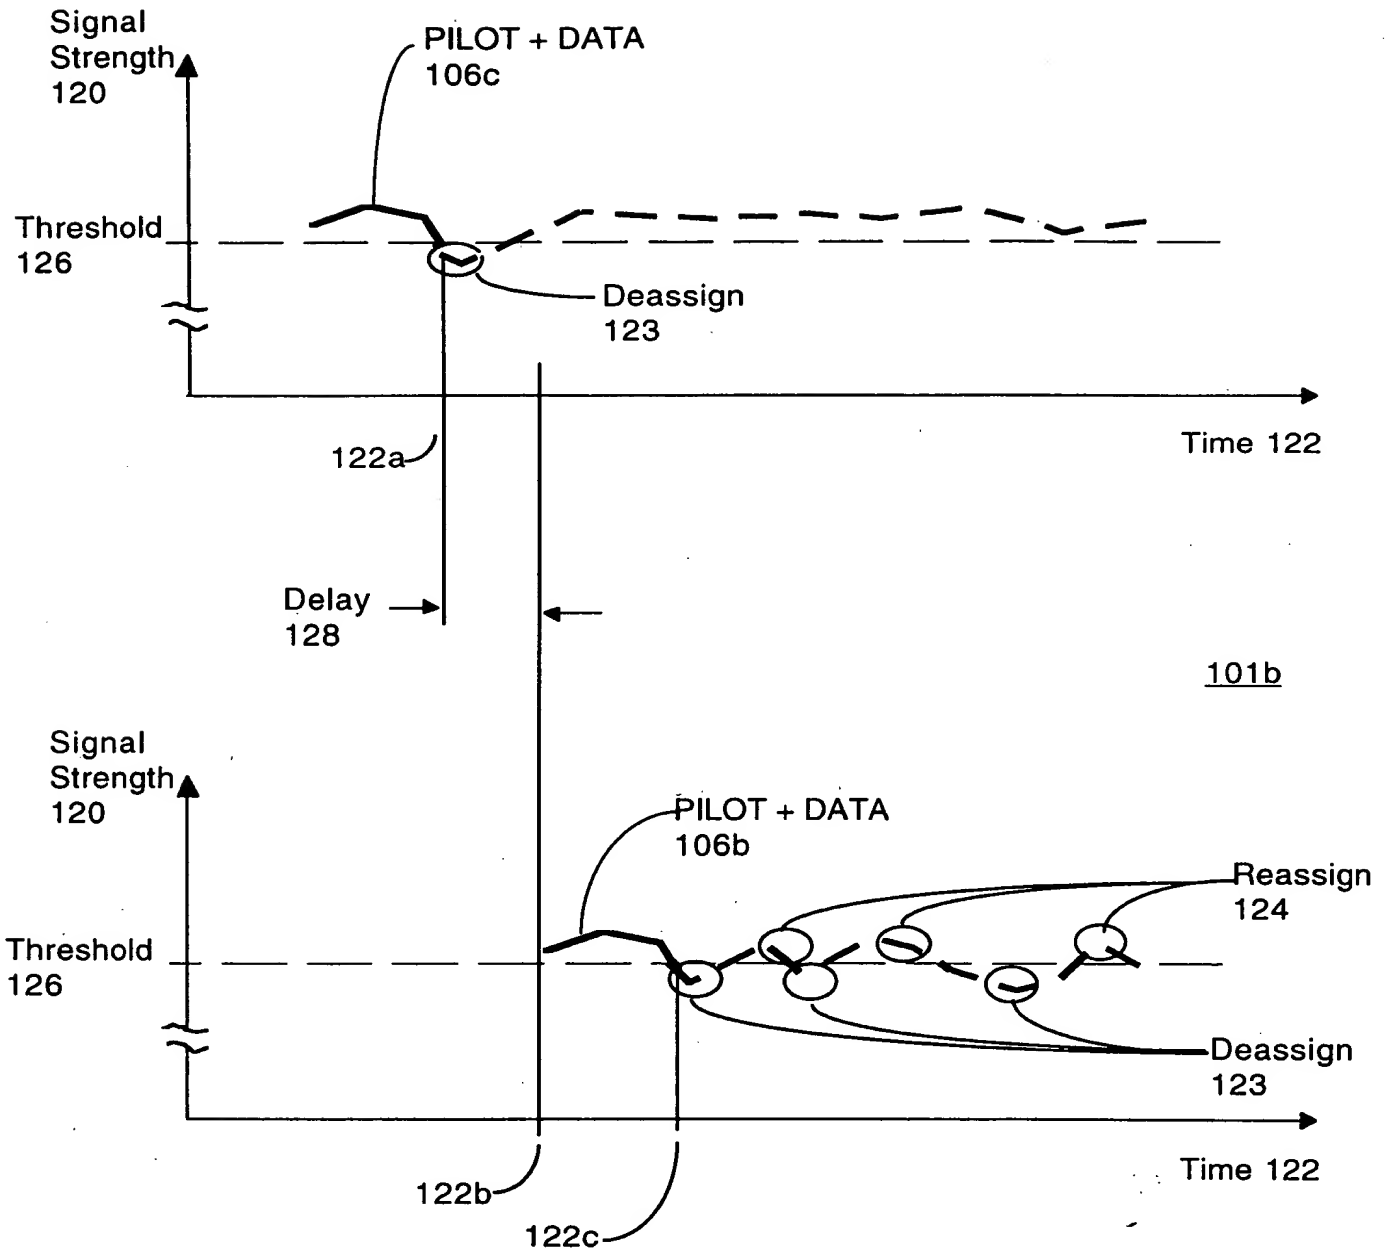 Signal
Strength
120
PILOT + DATA
106c
Threshold
126
Deassign
123
122a
Time 122
Delay
128
101b
Signal
Strength
120
PILOT + DATA
106b
Reassign
124
Threshold
126
Deassign
123
Time 122
122b
122c